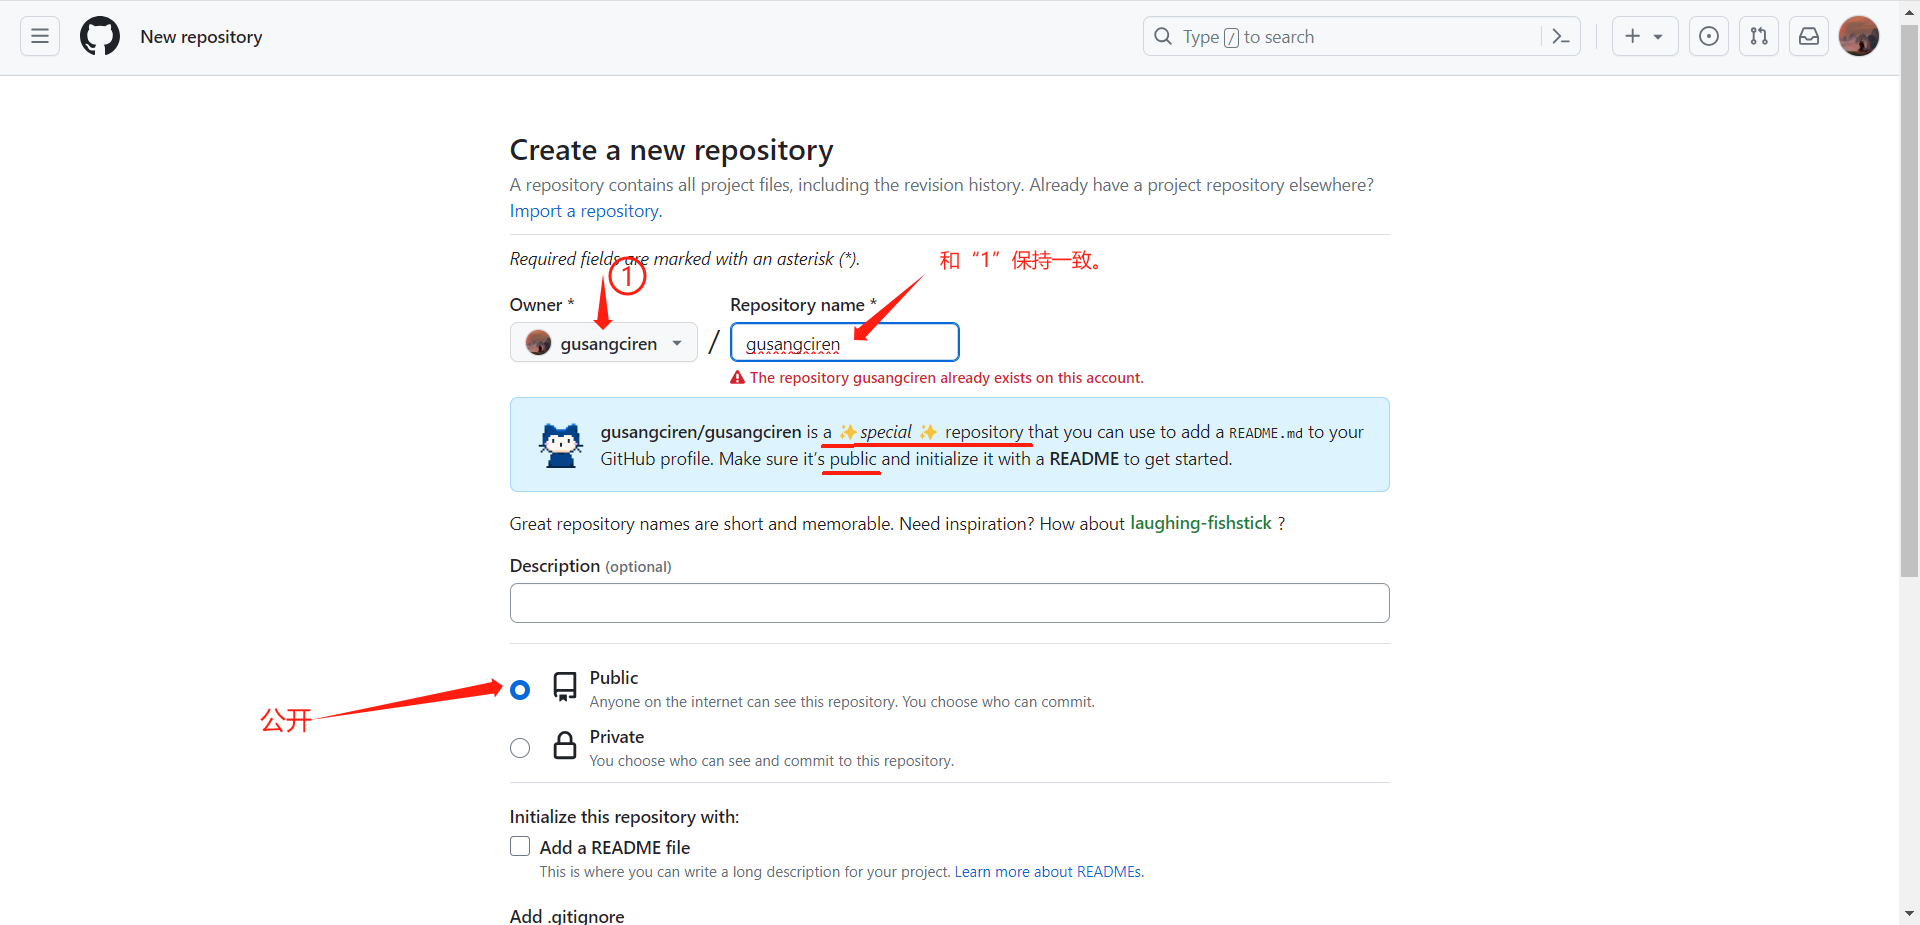 New repository
Type / to search
Create a new repository
A repository contains all project files, including the revision history. Already have a project repository elsewhere?
Import a repository.
Required fields are marked with an asterisk (*).
① 和“1”保持一致。
Owner * Repository name *
gusangciren / gusangciren
The repository gusangciren already exists on this account.
gusangciren/gusangciren is a ✨ special ✨ repository that you can use to add a README.md to your
GitHub profile. Make sure it’s public and initialize it with a README to get started.
Great repository names are short and memorable. Need inspiration? How about laughing-fishstick ?
Description (optional)
Public
Anyone on the internet can see this repository. You choose who can commit.
公开
Private
You choose who can see and commit to this repository.
Initialize this repository with:
Add a README file
This is where you can write a long description for your project. Learn more about READMEs.
Add .gitignore